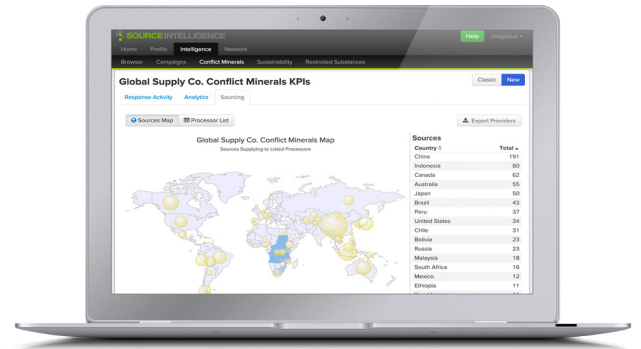 SOURCE INTELLIGENCE
Help
Home Profile Intelligence Network
Browser Campaigns Conflict Minerals Sustainability Restricted Substances
Global Supply Co. Conflict Minerals KPIs
Classic New
Response Activity Analytics Sourcing
Sources Map Processor List
Export Providers
Global Supply Co. Conflict Minerals Map
Sources Supplying to Listed Processors
Sources
Country Total
China 191
Indonesia 80
Canada 62
Australia 55
Japan 50
Brazil 43
Peru 37
United States 34
Chile 31
Bolivia 23
Russia 23
Malaysia 18
South Africa 16
Mexico 12
Ethiopia 11